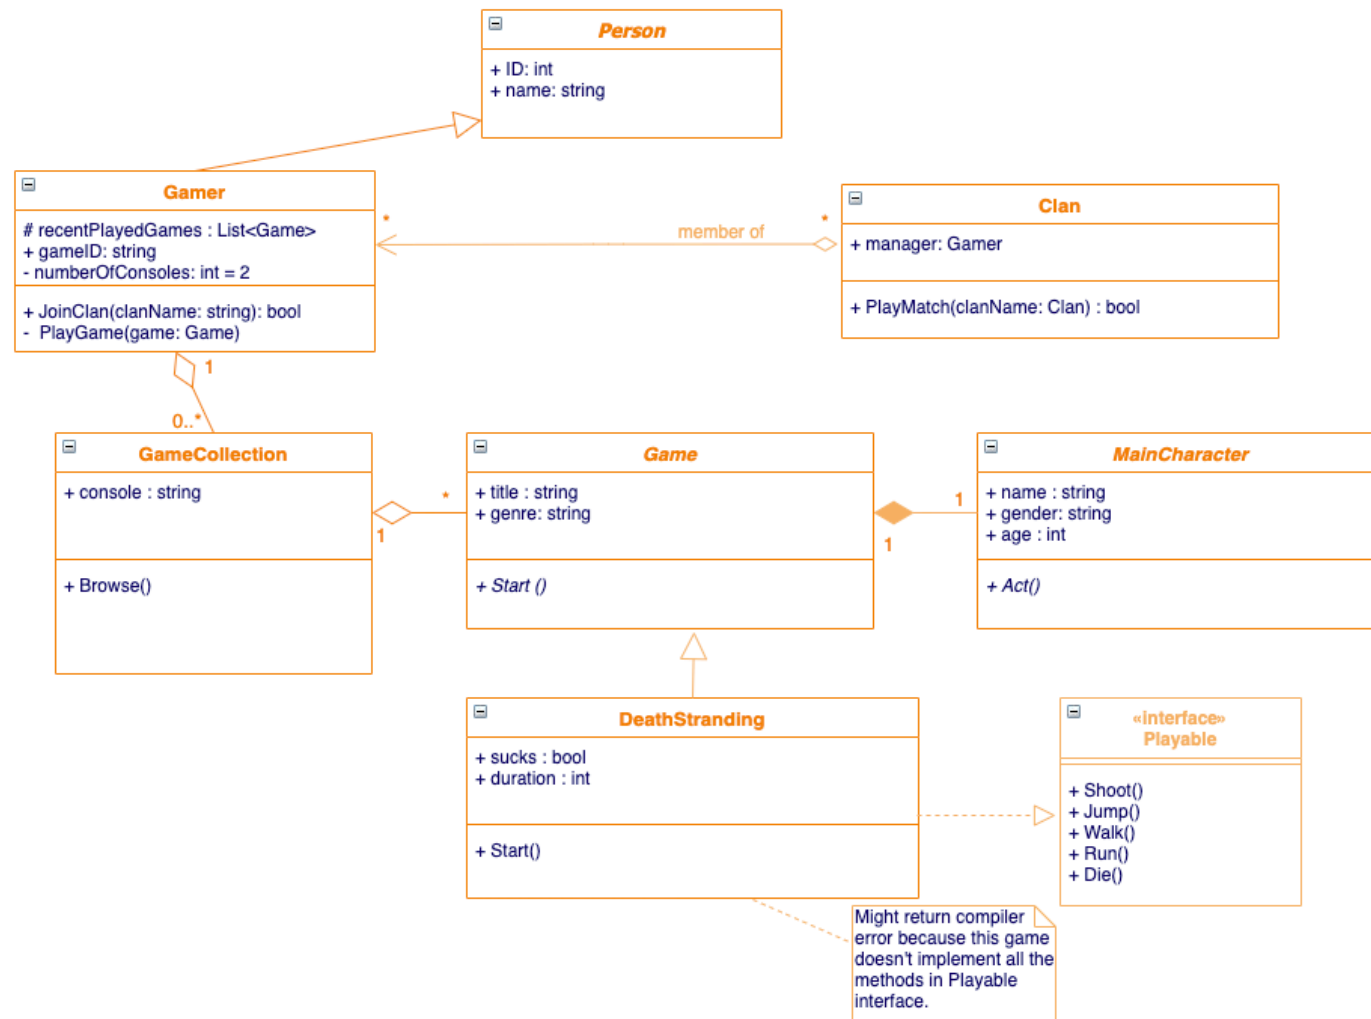 Person
+ ID: int
+ name: string
Gamer
# recentPlayedGames : List<Game>
+ gameID: string
- numberOfConsoles: int = 2
+ JoinClan(clanName: string): bool
- PlayGame(game: Game)
*
member of
*
Clan
+ manager: Gamer
+ PlayMatch(clanName: Clan) : bool
1
0..*
GameCollection
+ console : string
+ Browse()
1
*
Game
+ title : string
+ genre: string
+ Start ()
1
1
MainCharacter
+ name : string
+ gender: string
+ age : int
+ Act()
DeathStranding
+ sucks : bool
+ duration : int
+ Start()
«interface»
Playable
+ Shoot()
+ Jump()
+ Walk()
+ Run()
+ Die()
Might return compiler
error because this game
doesn't implement all the
methods in Playable
interface.